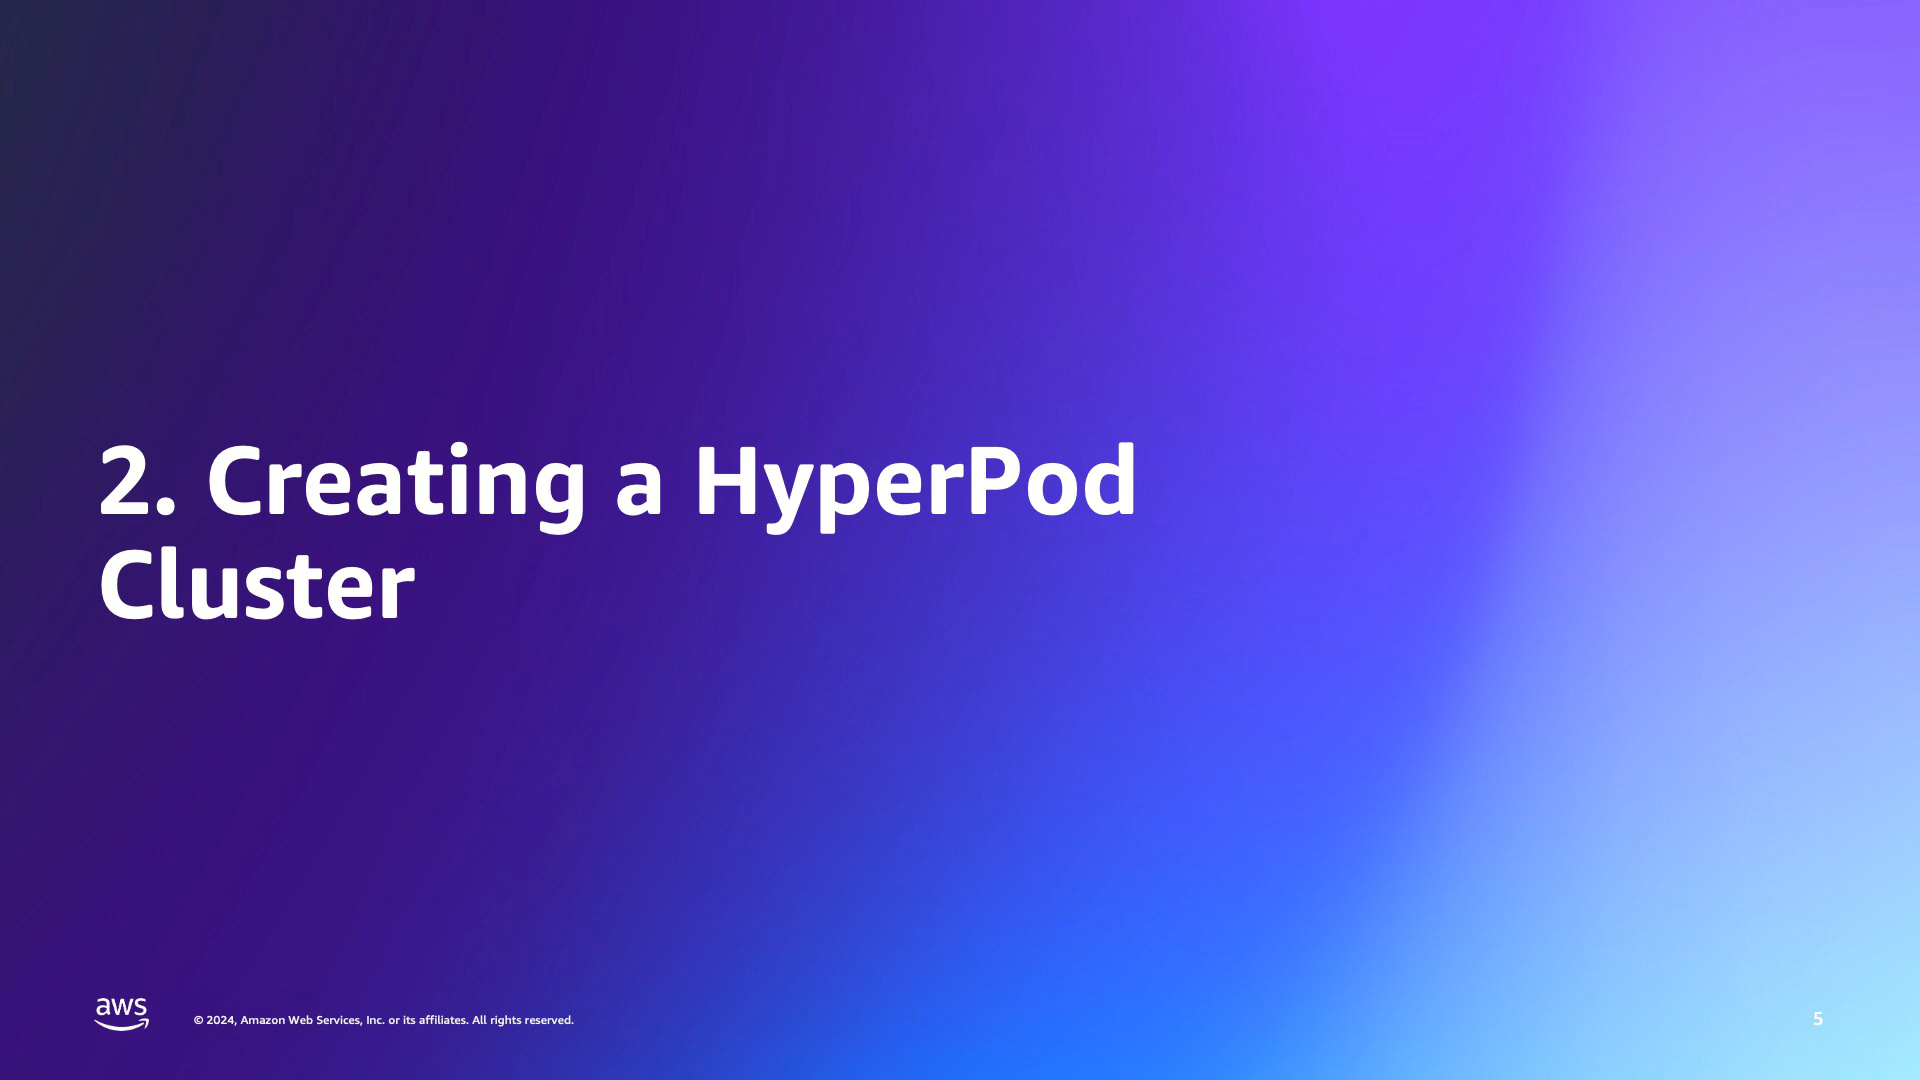 2. Creating a HyperPod
Cluster
aws
© 2024, Amazon Web Services, Inc. or its affiliates. All rights reserved.
5